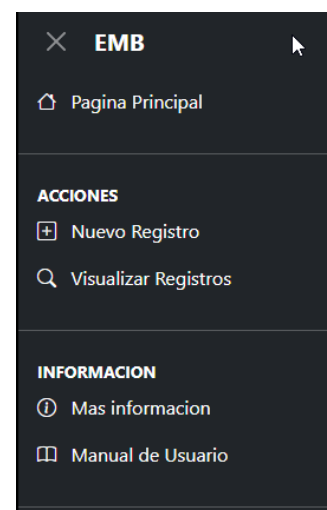 EMB
Pagina Principal
ACCIONES
Nuevo Registro
Visualizar Registros
INFORMACION
Mas informacion
Manual de Usuario